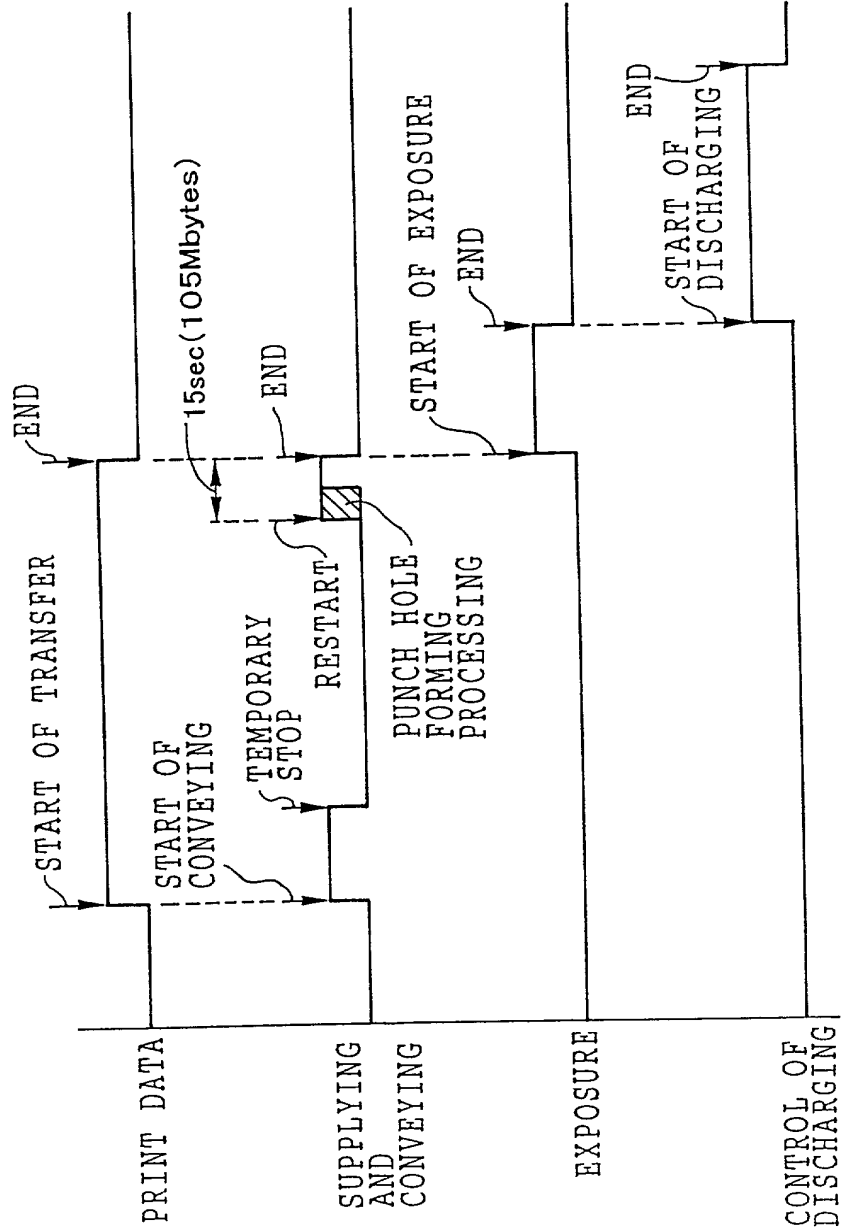 START OF TRANSFER
END
PRINT DATA
15sec(105Mbytes)
START OF
CONVEYING
TEMPORARY
STOP
RESTART
END
SUPPLYING
AND
CONVEYING
PUNCH HOLE
FORMING
PROCESSING
START OF EXPOSURE
END
EXPOSURE
START OF
DISCHARGING
END
CONTROL OF
DISCHARGING